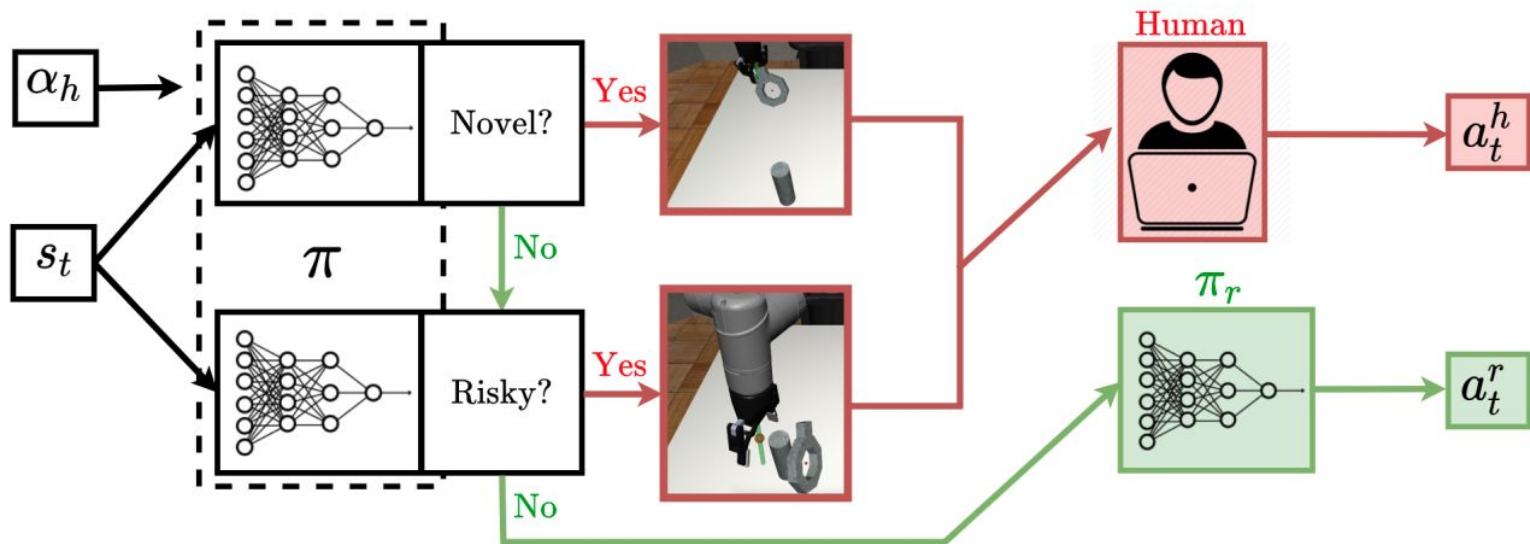 Human
α_h
Novel?
Yes
a_t^h
s_t
No
π
π_r
Risky?
Yes
a_t^r
No